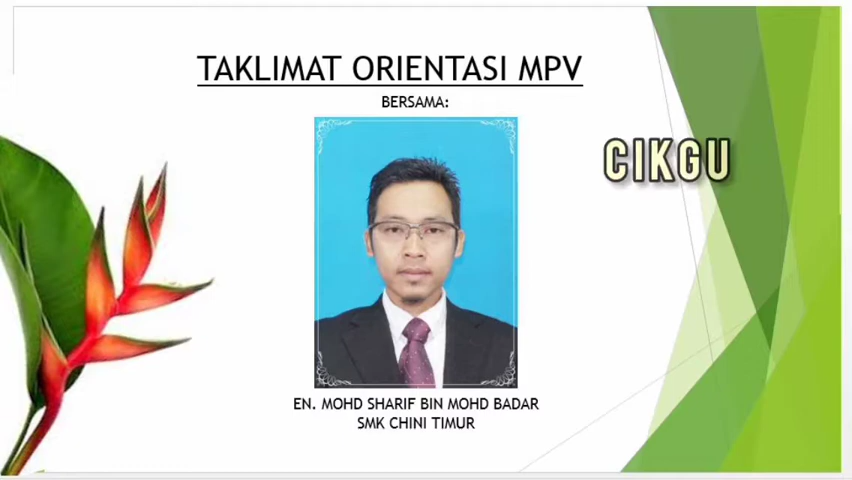 TAKLIMAT ORIENTASI MPV
BERSAMA:
CIKGU
EN. MOHD SHARIF BIN MOHD BADAR
SMK CHINI TIMUR